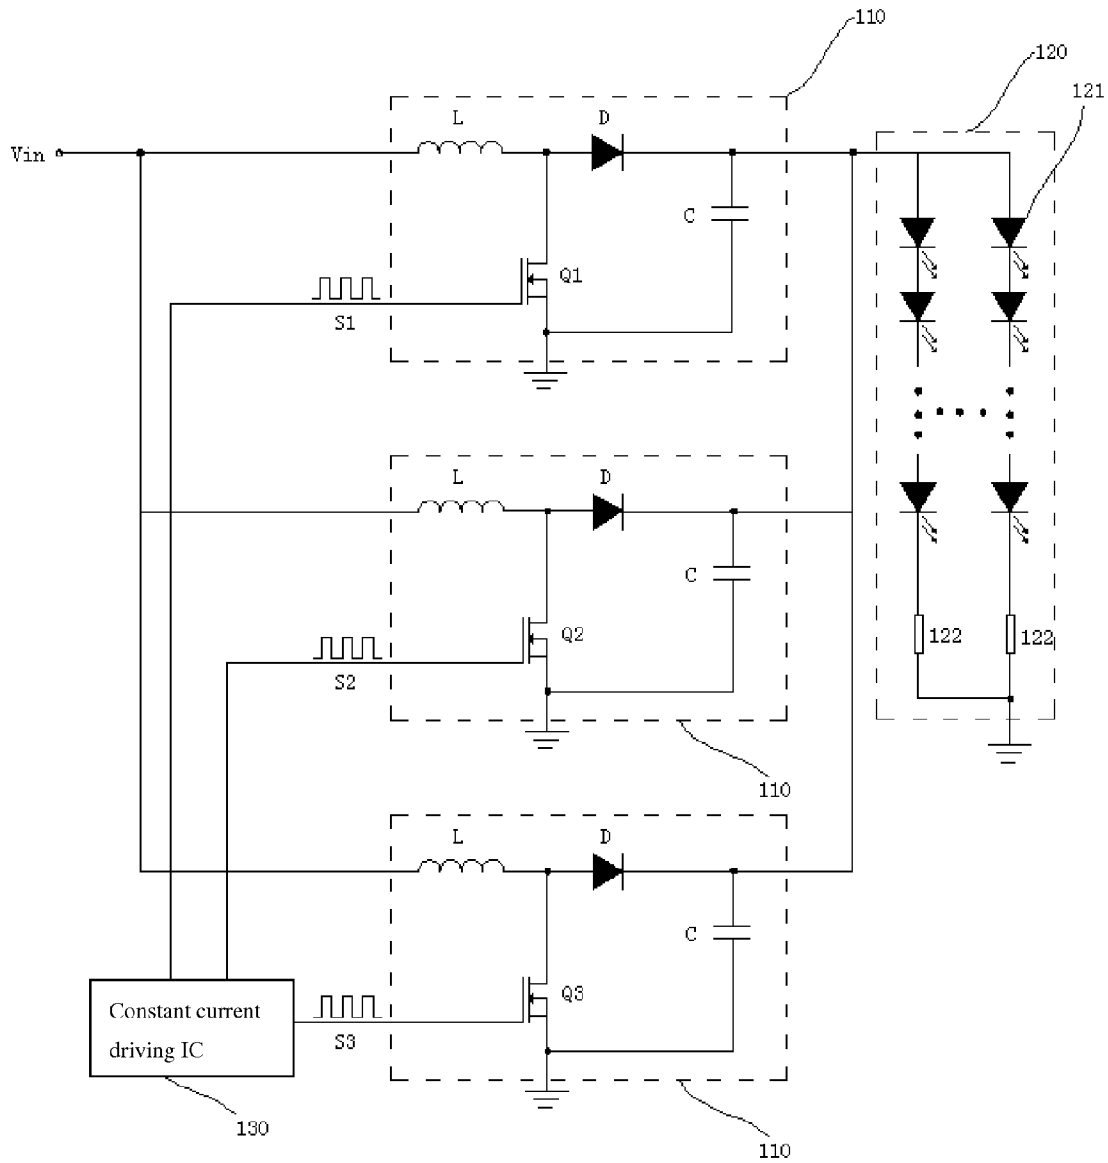 110
120
121
L
D
Vin
C
Q1
S1
L
D
C
Q2
122
122
S2
110
L
D
C
Q3
Constant current
driving IC
S3
130
110